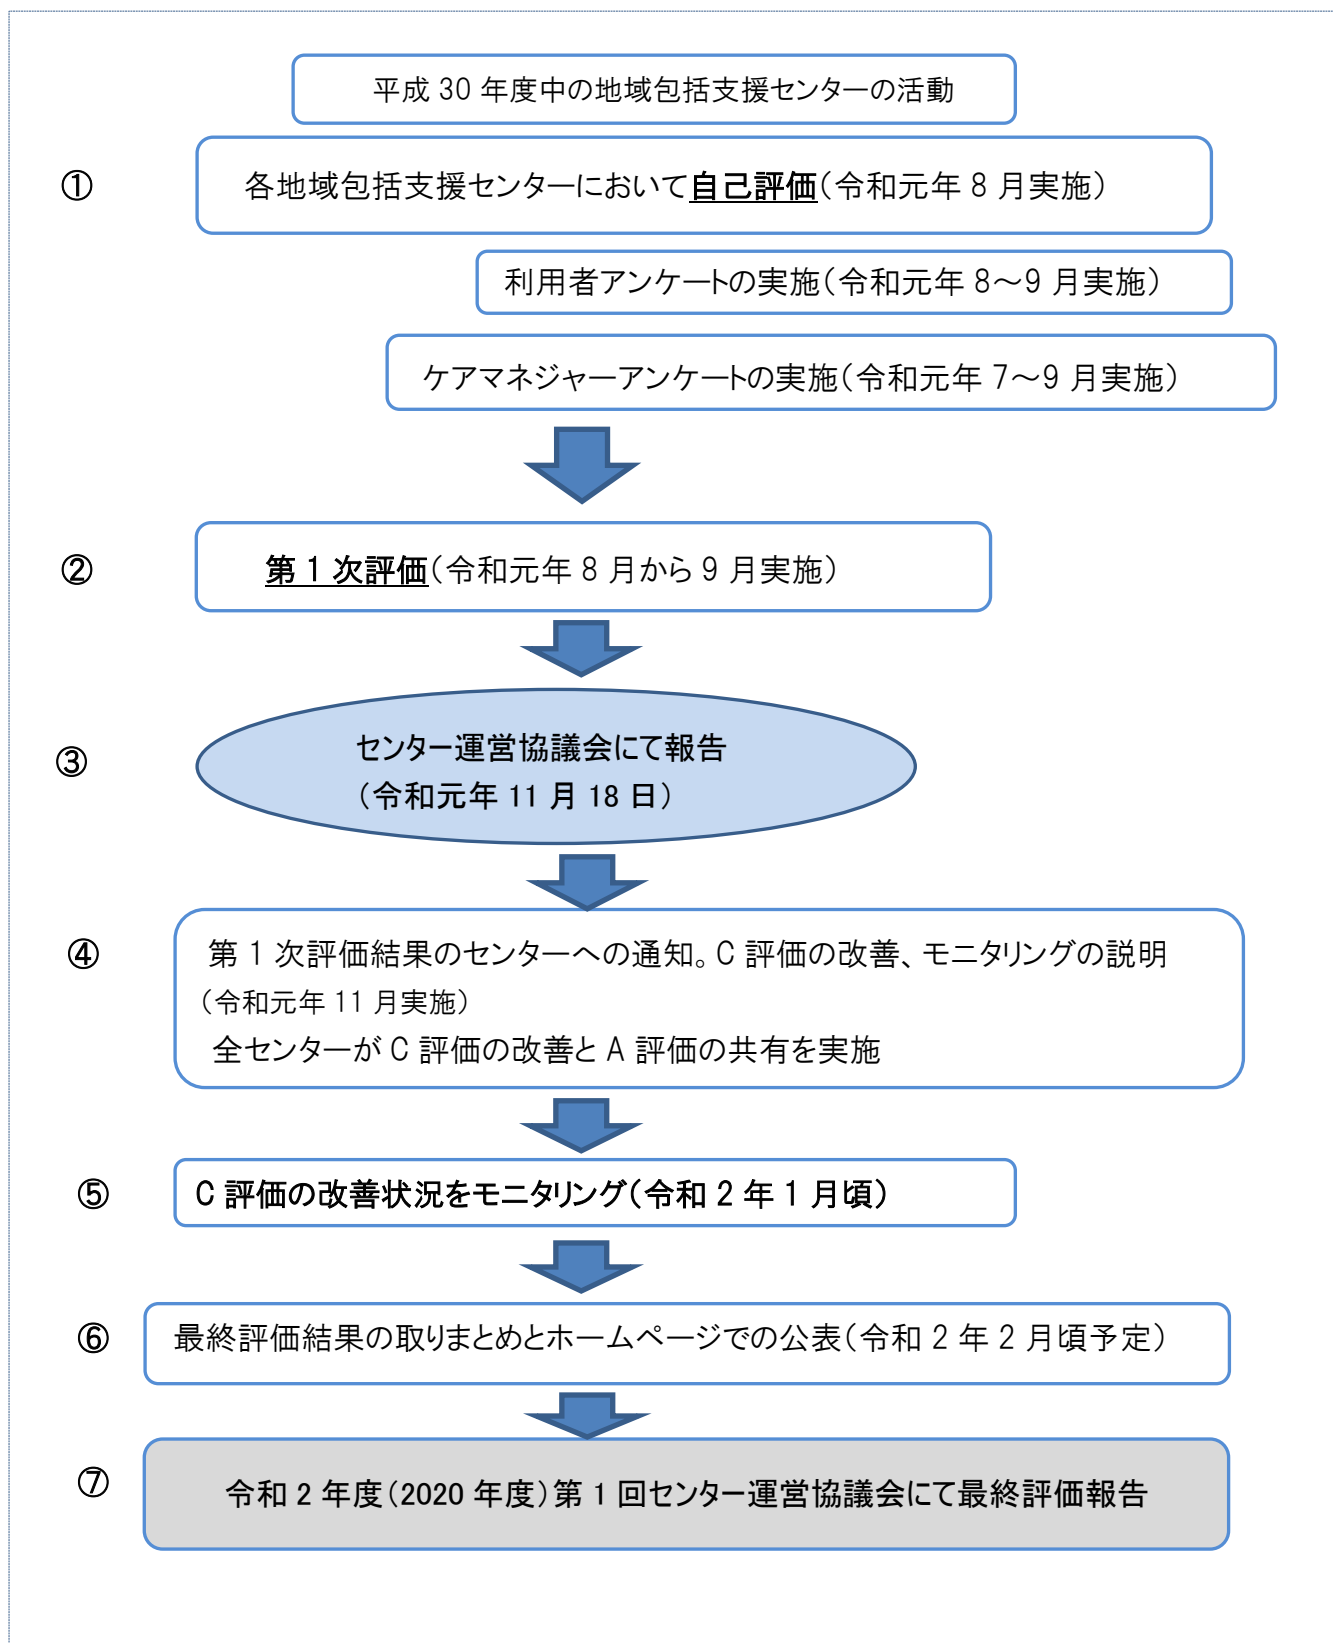 平成 30 年度中の地域包括支援センターの活動
① 各地域包括支援センターにおいて自己評価（令和元年 8 月実施）
利用者アンケートの実施（令和元年 8～9 月実施）
ケアマネジャーアンケートの実施（令和元年 7～9 月実施）
② 第 1 次評価（令和元年 8 月から 9 月実施）
③ センター運営協議会にて報告
（令和元年 11 月 18 日）
④ 第 1 次評価結果のセンターへの通知。C 評価の改善、モニタリングの説明
（令和元年 11 月実施）
全センターが C 評価の改善と A 評価の共有を実施
⑤ C 評価の改善状況をモニタリング（令和 2 年 1 月頃）
⑥ 最終評価結果の取りまとめとホームページでの公表（令和 2 年 2 月頃予定）
⑦ 令和 2 年度（2020 年度）第 1 回センター運営協議会にて最終評価報告